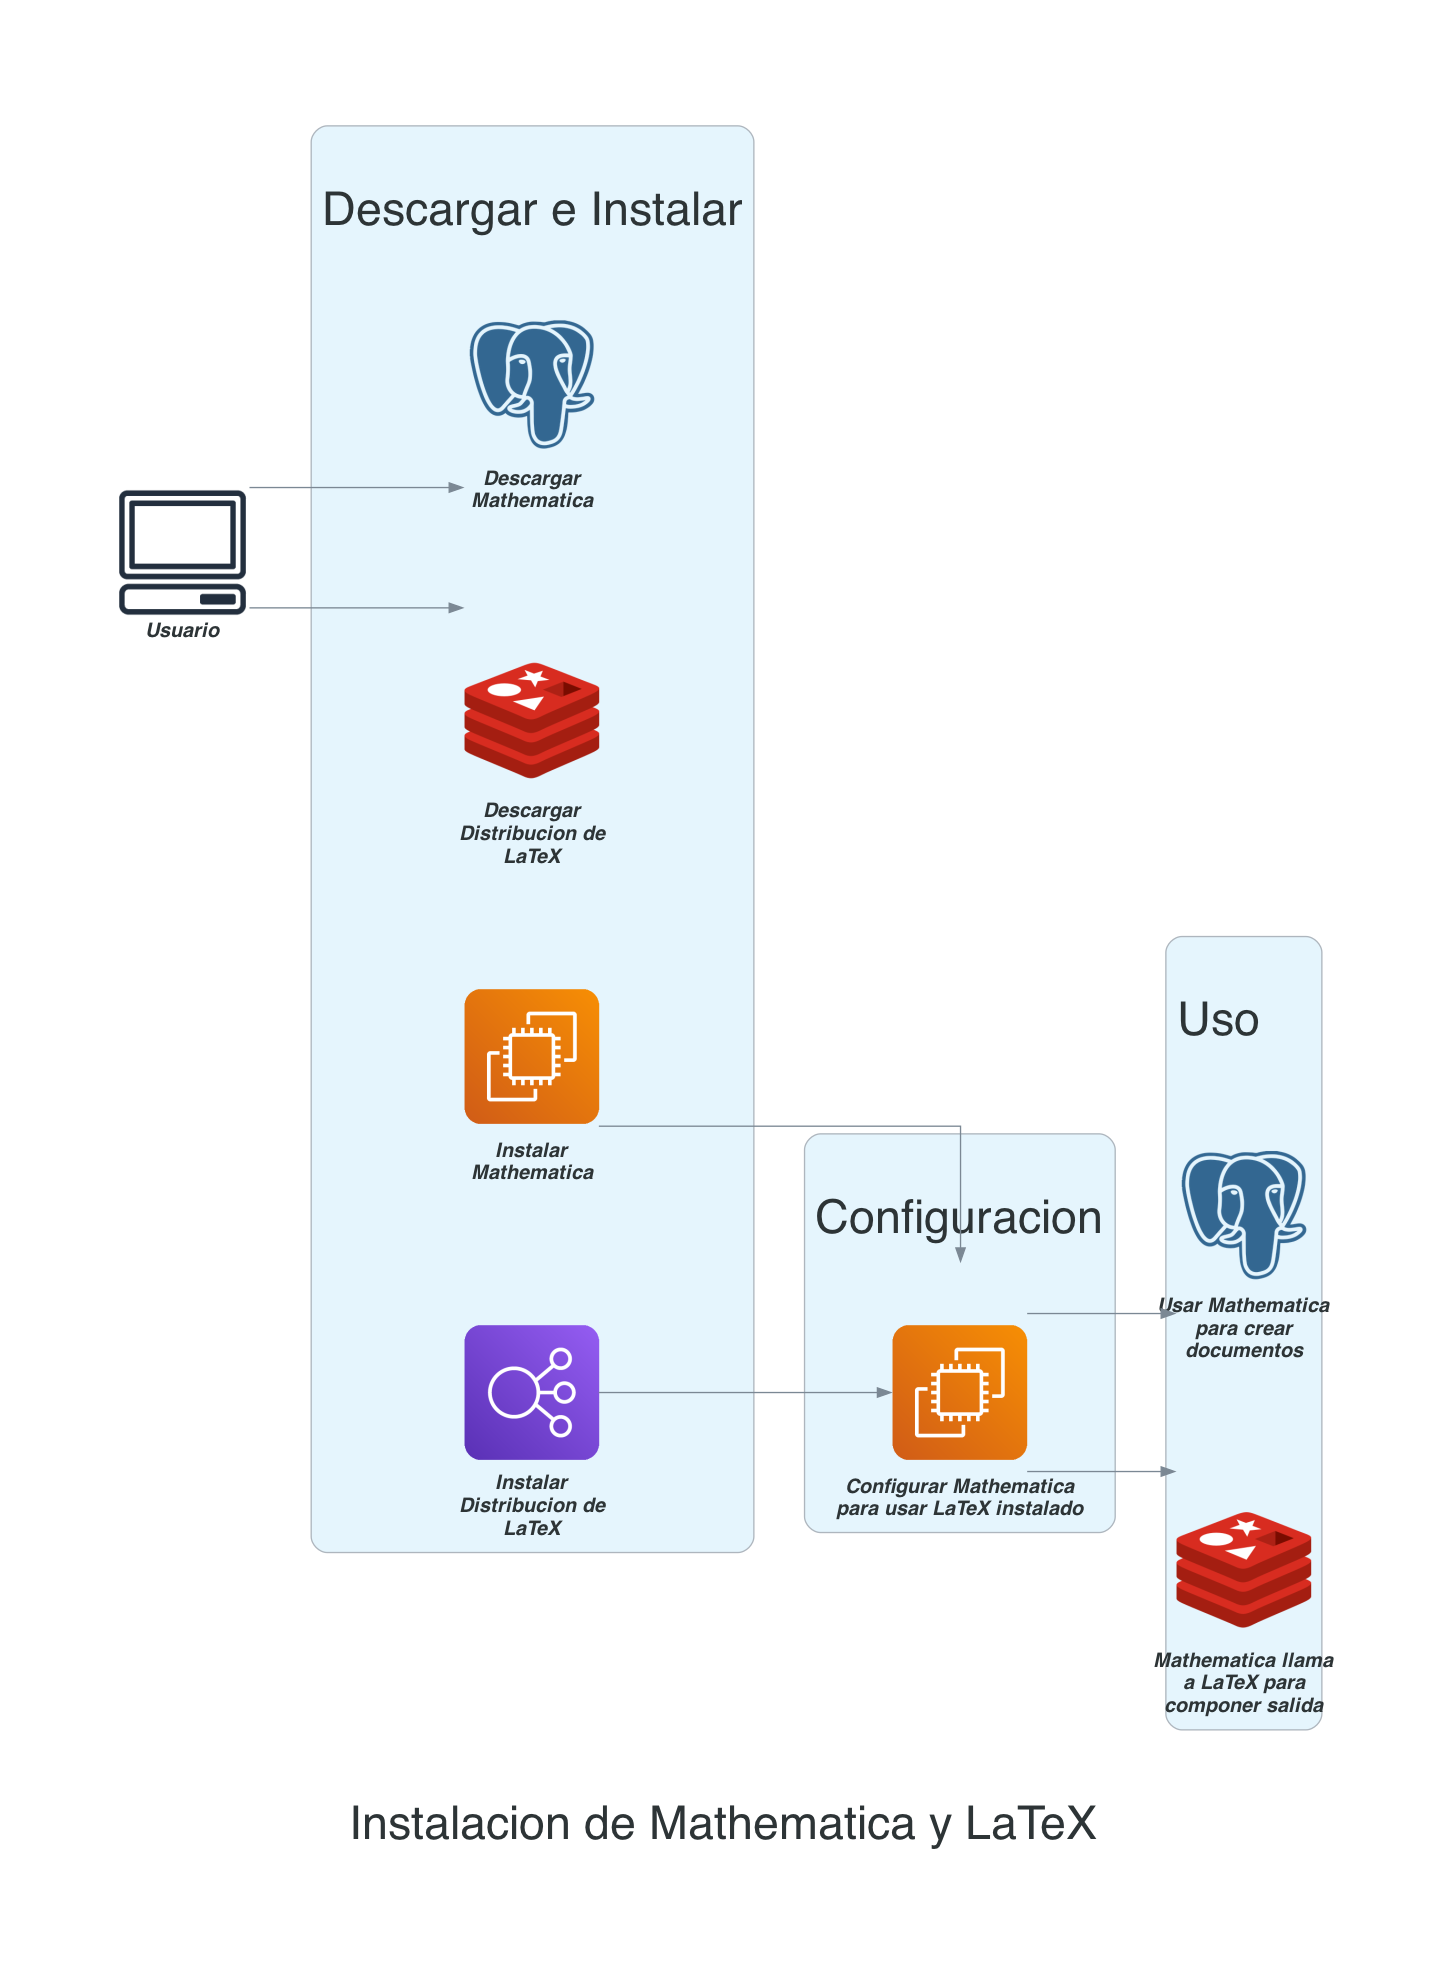 Descargar e Instalar
Descargar
Mathematica
Usuario
Descargar
Distribucion de
LaTeX
Instalar
Mathematica
Instalar
Distribucion de
LaTeX
Configuracion
Configurar Mathematica
para usar LaTeX instalado
Uso
Usar Mathematica
para crear
documentos
Mathematica llama
a LaTeX para
componer salida
Instalacion de Mathematica y LaTeX